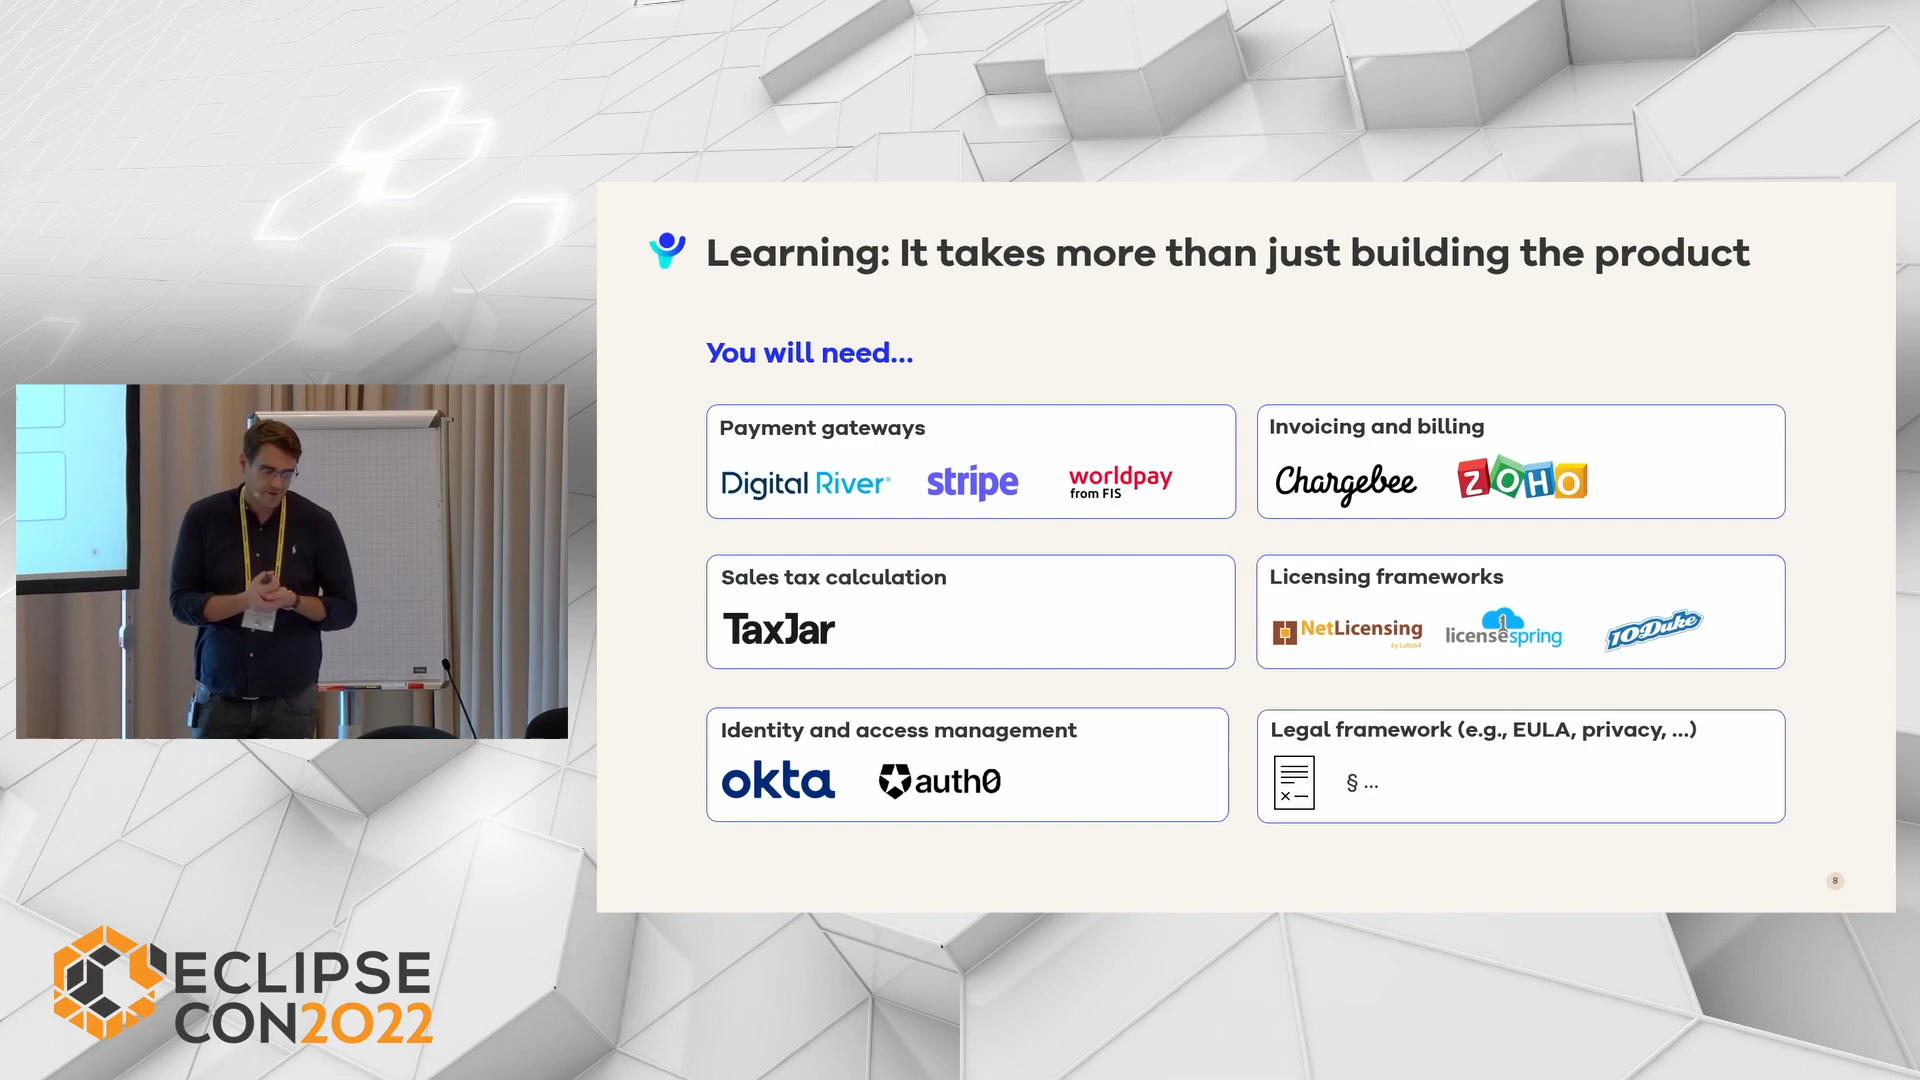 Learning: It takes more than just building the product
You will need...
Payment gateways
Digital River®
stripe
worldpay
from FIS
Invoicing and billing
Chargebee
ZOHO
Sales tax calculation
TaxJar
Licensing frameworks
NetLicensing
by Labs64
licensespring
10Duke
Identity and access management
okta
auth0
Legal framework (e.g., EULA, privacy, ...)
§ ...
8
ECLIPSE
CON2022